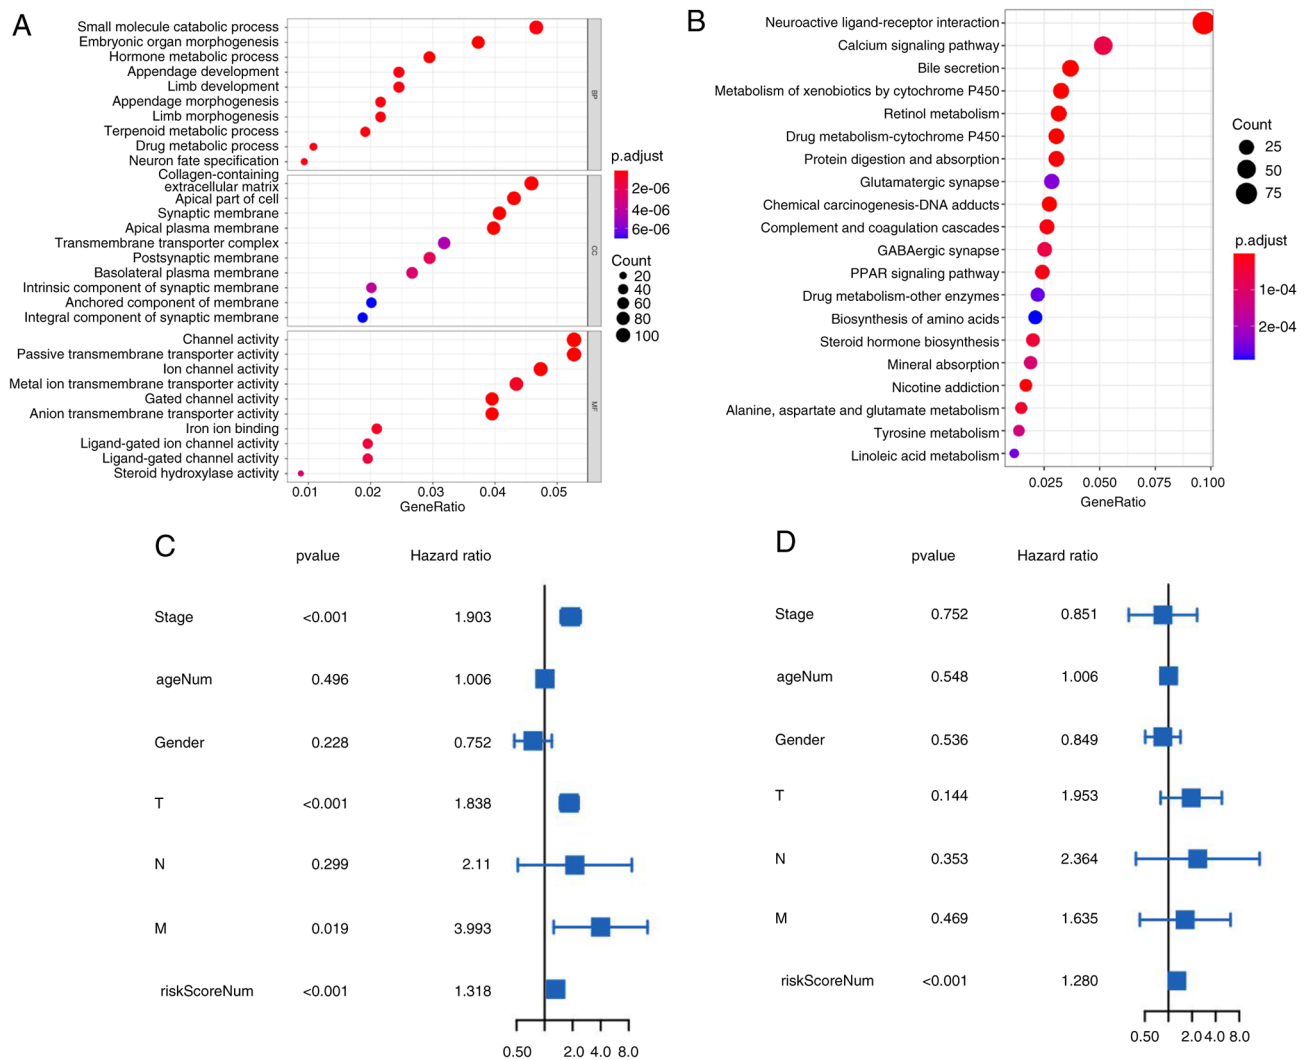 A
Small molecule catabolic process
Embryonic organ morphogenesis
Hormone metabolic process
Appendage development
Limb development
Appendage morphogenesis
Limb morphogenesis
Terpenoid metabolic process
Drug metabolic process
Neuron fate specification
BP
Collagen-containing
extracellular matrix
Apical part of cell
Synaptic membrane
Apical plasma membrane
Transmembrane transporter complex
Postsynaptic membrane
Basolateral plasma membrane
Intrinsic component of synaptic membrane
Anchored component of membrane
Integral component of synaptic membrane
CC
Channel activity
Passive transmembrane transporter activity
Ion channel activity
Metal ion transmembrane transporter activity
Gated channel activity
Anion transmembrane transporter activity
Iron ion binding
Ligand-gated ion channel activity
Ligand-gated channel activity
Steroid hydroxylase activity
MF
0.01 0.02 0.03 0.04 0.05
GeneRatio
p.adjust
2e-06
4e-06
6e-06
Count
20
40
60
80
100
B
Neuroactive ligand-receptor interaction
Calcium signaling pathway
Bile secretion
Metabolism of xenobiotics by cytochrome P450
Retinol metabolism
Drug metabolism-cytochrome P450
Protein digestion and absorption
Glutamatergic synapse
Chemical carcinogenesis-DNA adducts
Complement and coagulation cascades
GABAergic synapse
PPAR signaling pathway
Drug metabolism-other enzymes
Biosynthesis of amino acids
Steroid hormone biosynthesis
Mineral absorption
Nicotine addiction
Alanine, aspartate and glutamate metabolism
Tyrosine metabolism
Linoleic acid metabolism
0.025 0.050 0.075 0.100
GeneRatio
Count
25
50
75
p.adjust
1e-04
2e-04
C
pvalue Hazard ratio
Stage <0.001 1.903
ageNum 0.496 1.006
Gender 0.228 0.752
T <0.001 1.838
N 0.299 2.11
M 0.019 3.993
riskScoreNum <0.001 1.318
0.50 2.0 4.0 8.0
D
pvalue Hazard ratio
Stage 0.752 0.851
ageNum 0.548 1.006
Gender 0.536 0.849
T 0.144 1.953
N 0.353 2.364
M 0.469 1.635
riskScoreNum <0.001 1.280
0.50 2.0 4.0 8.0